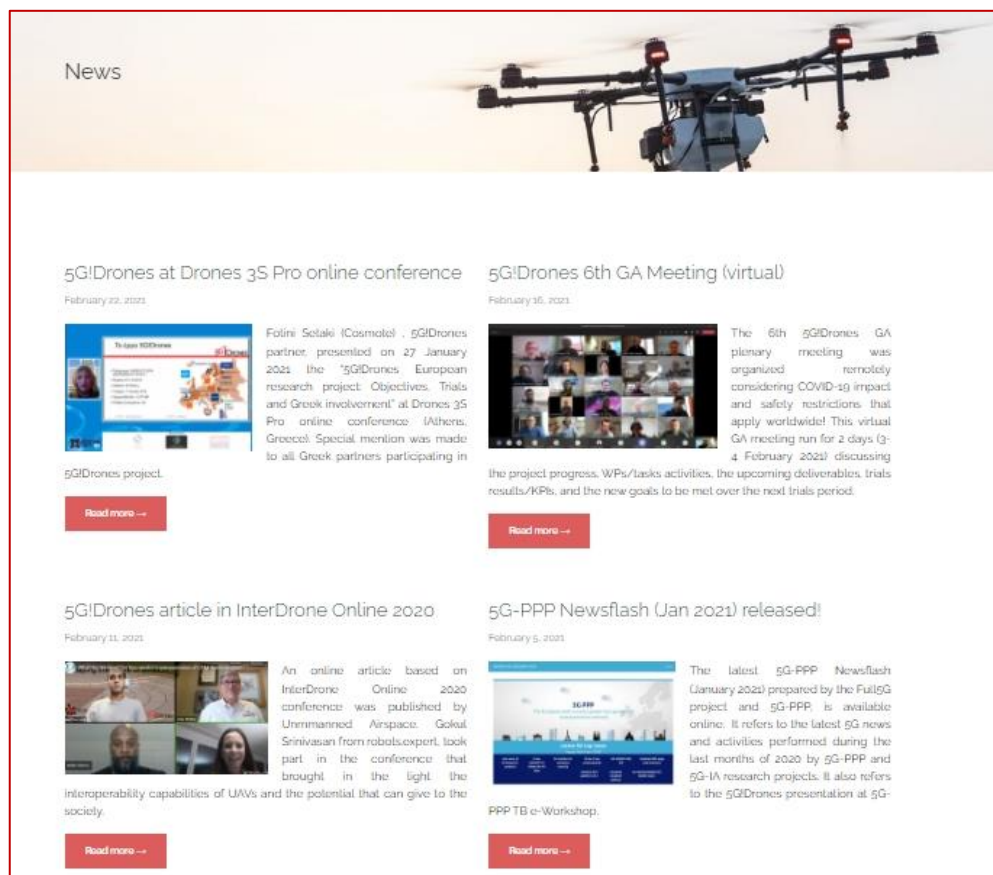 News
5G!Drones at Drones 3S Pro online conference
February 22, 2021
Fotini Setaki (Cosmote) , 5G!Drones
partner, presented on 27 January
2021 the "5G!Drones European
research project: Objectives, Trials
and Greek involvement" at Drones 3S
Pro online conference (Athens,
Greece). Special mention was made
to all Greek partners participating in
5G!Drones project.
Read more →
5G!Drones 6th GA Meeting (virtual)
February 16, 2021
The 6th 5G!Drones GA
plenary meeting was
organized remotely
considering COVID-19 impact
and safety restrictions that
apply worldwide! This virtual
GA meeting run for 2 days (3-
4 February 2021) discussing
the project progress, WPs/tasks activities, the upcoming deliverables, trials
results/KPIs, and the new goals to be met over the next trials period.
Read more →
5G!Drones article in InterDrone Online 2020
February 11, 2021
An online article based on
InterDrone Online 2020
conference was published by
Unmmanned Airspace. Gokul
Srinivasan from robots.expert, took
part in the conference that
brought in the light the
interoperability capabilities of UAVs and the potential that can give to the
society.
Read more →
5G-PPP Newsflash (Jan 2021) released!
February 5, 2021
5G-PPP
The latest 5G-PPP Newsflash
(January 2021) prepared by the Full5G
project and 5G-PPP, is available
online. It refers to the latest 5G news
and activities performed during the
last months of 2020 by 5G-PPP and
5G-IA research projects. It also refers
to the 5G!Drones presentation at 5G-
PPP TB e-Workshop.
Read more →